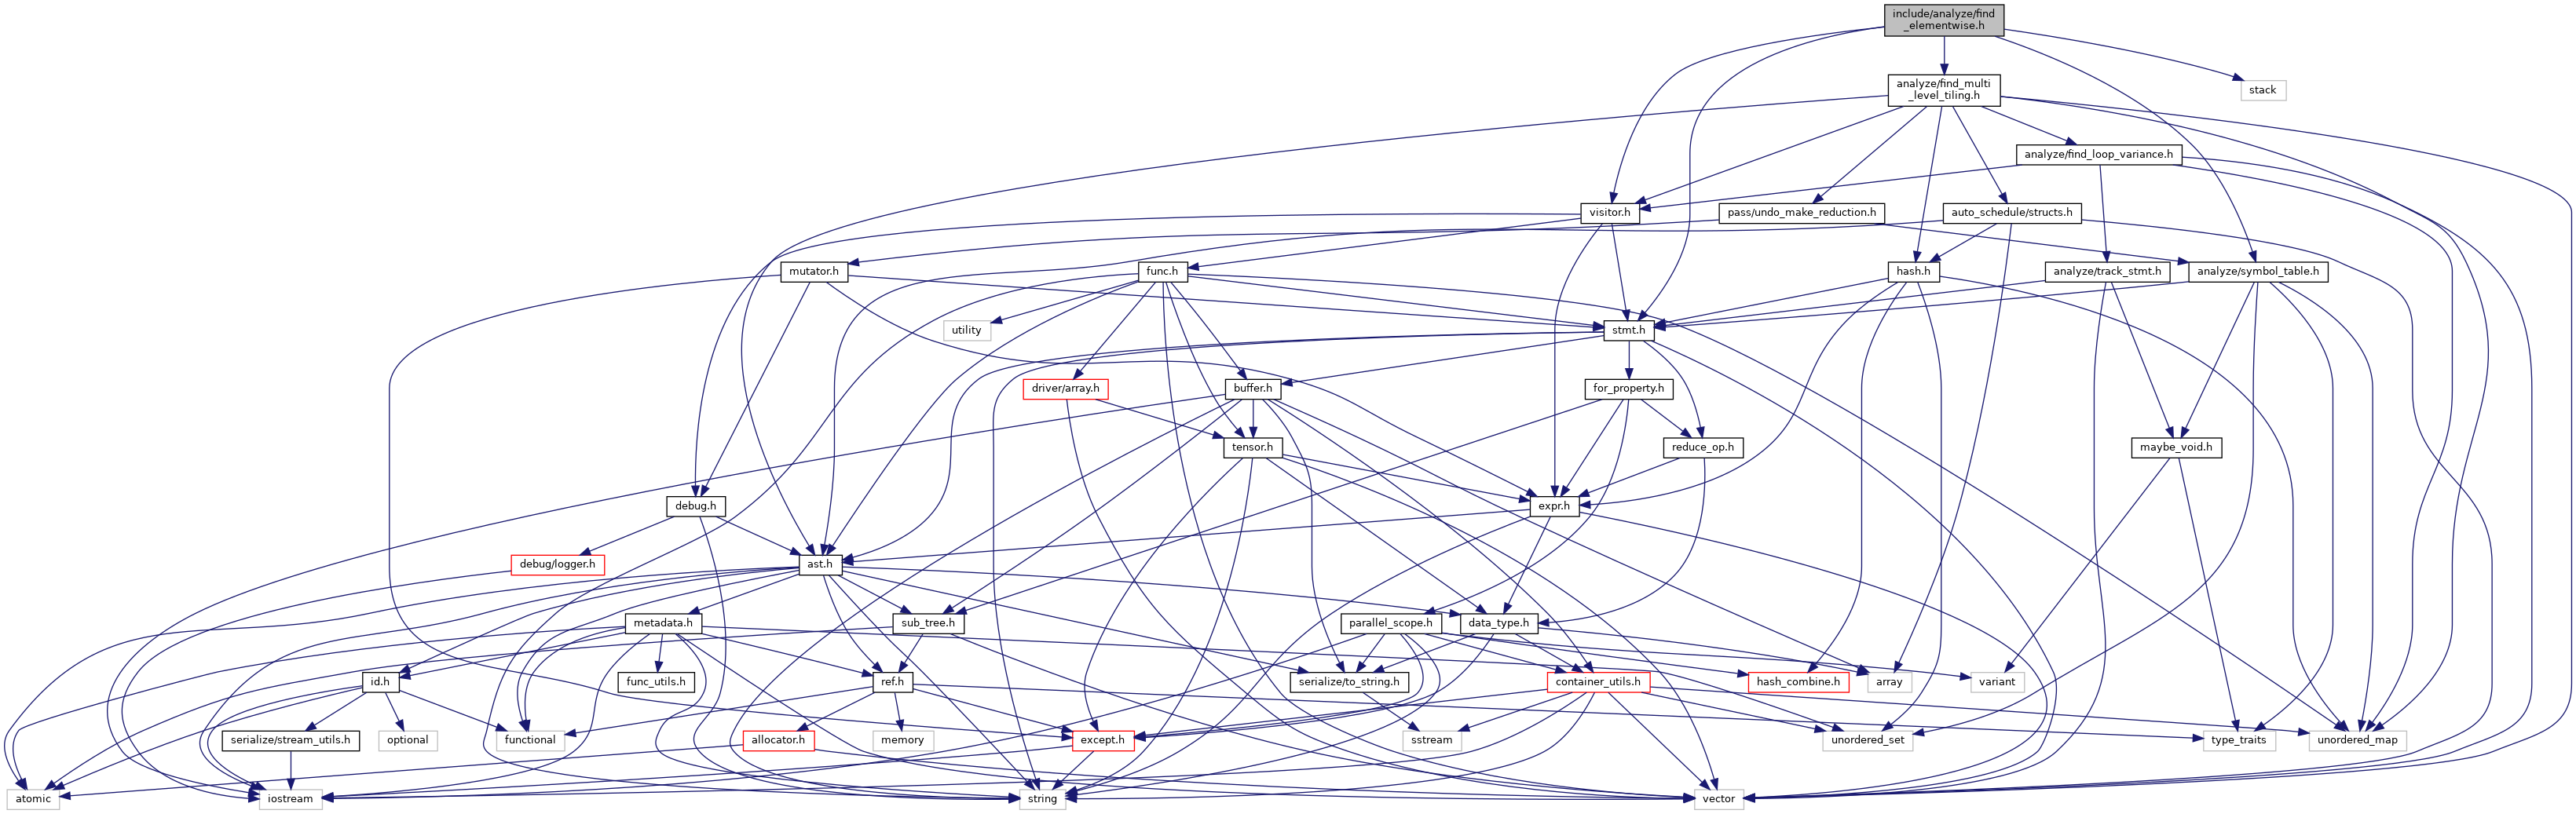 include/analyze/find
_elementwise.h
stack
analyze/find_multi
_level_tiling.h
analyze/find_loop_variance.h
visitor.h
pass/undo_make_reduction.h
auto_schedule/structs.h
mutator.h
func.h
hash.h
analyze/track_stmt.h
analyze/symbol_table.h
utility
stmt.h
driver/array.h
buffer.h
for_property.h
tensor.h
reduce_op.h
maybe_void.h
debug.h
expr.h
debug/logger.h
ast.h
metadata.h
sub_tree.h
parallel_scope.h
data_type.h
id.h
func_utils.h
ref.h
serialize/to_string.h
container_utils.h
hash_combine.h
array
variant
serialize/stream_utils.h
optional
functional
allocator.h
memory
except.h
sstream
unordered_set
type_traits
unordered_map
atomic
iostream
string
vector